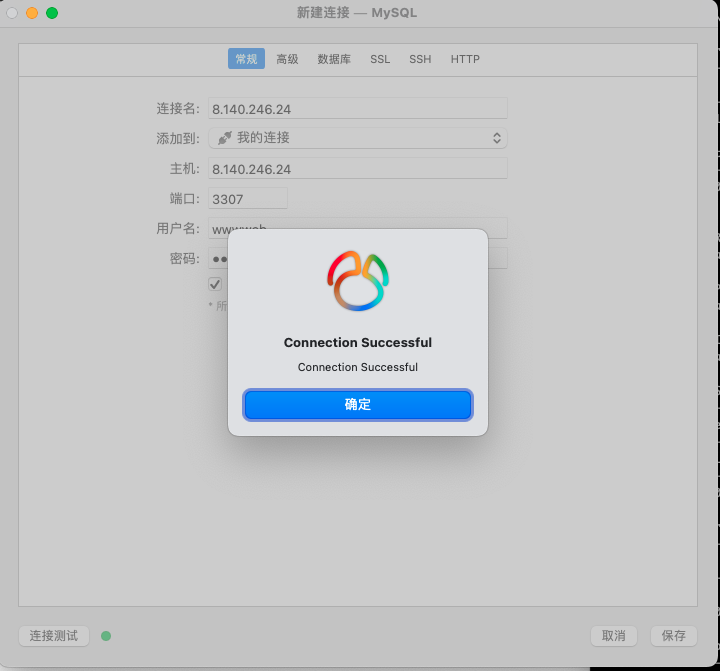 新建连接 — MySQL
常规 高级 数据库 SSL SSH HTTP
连接名: 8.140.246.24
添加到: 我的连接
主机: 8.140.246.24
端口: 3307
用户名:
密码: ●●
* 所
Connection Successful
Connection Successful
确定
连接测试 取消 保存